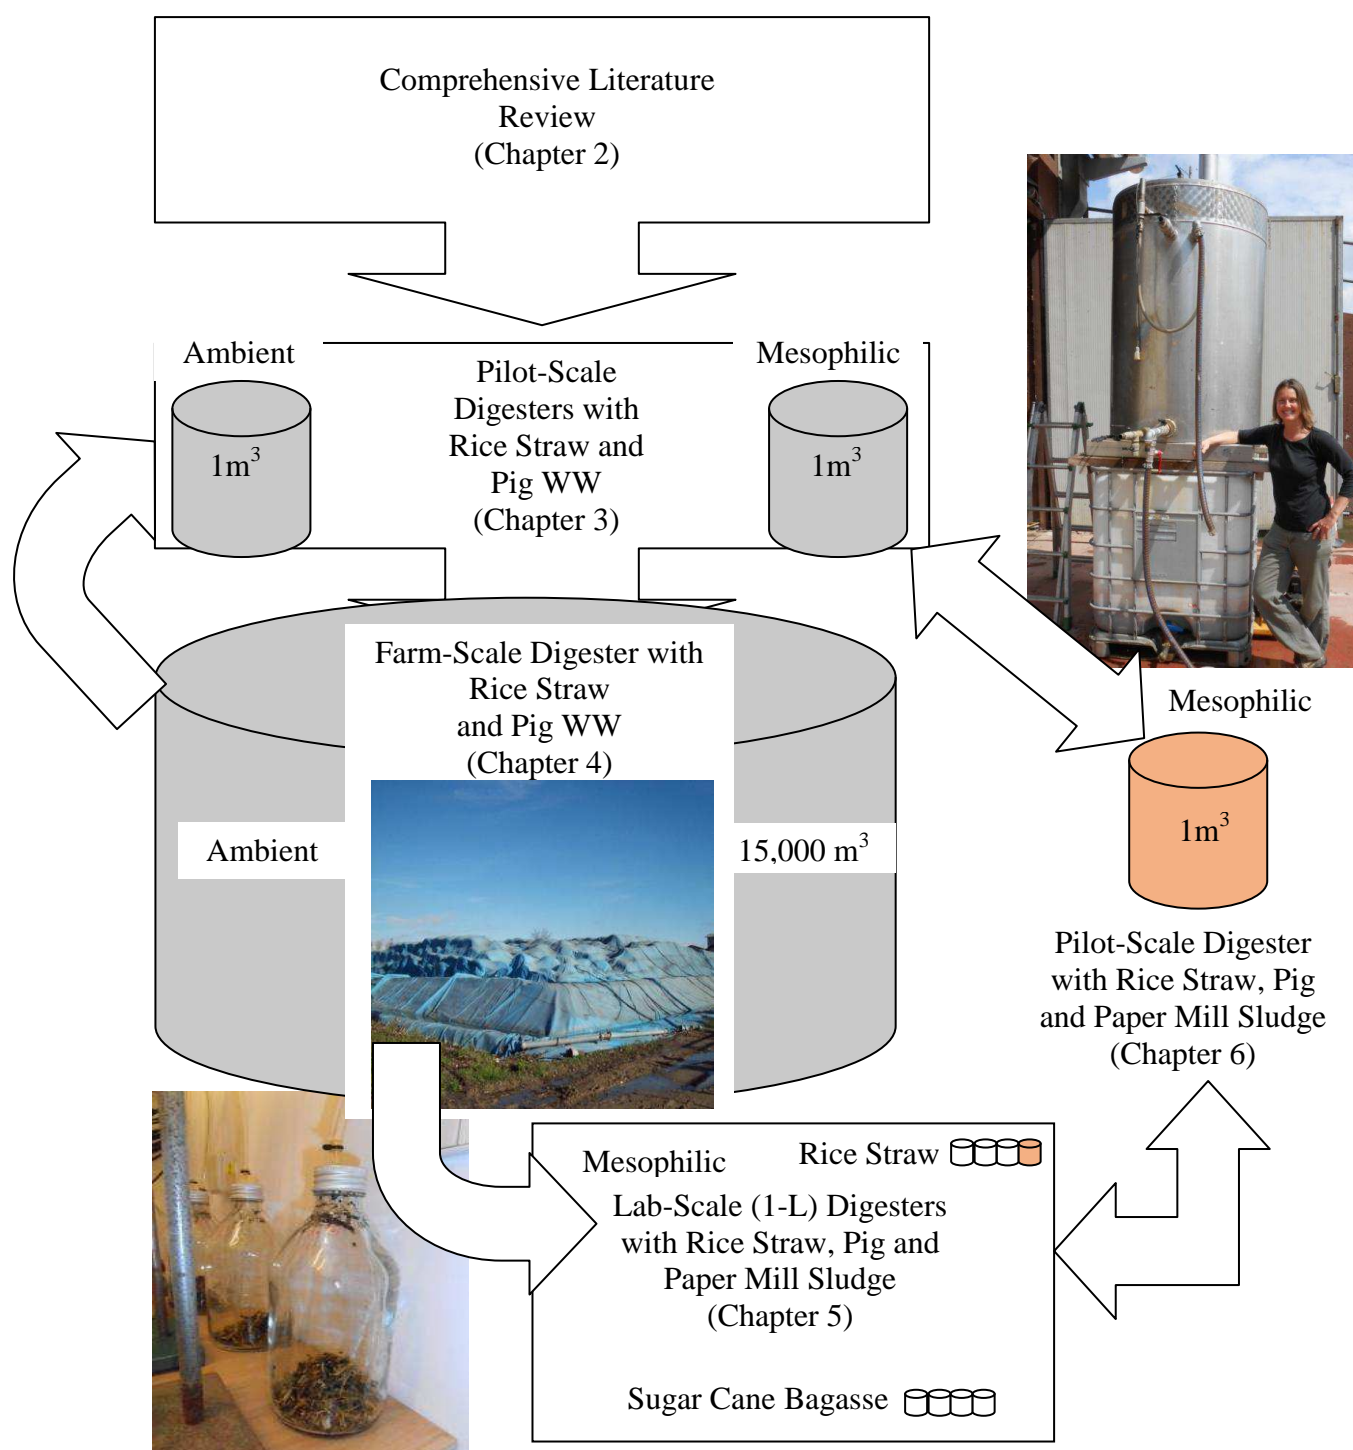 Comprehensive Literature
Review
(Chapter 2)
Ambient
Mesophilic
Pilot-Scale
Digesters with
Rice Straw and
Pig WW
(Chapter 3)
1m³
1m³
Farm-Scale Digester with
Rice Straw
and Pig WW
(Chapter 4)
Ambient
15,000 m³
Mesophilic
1m³
Pilot-Scale Digester
with Rice Straw, Pig
and Paper Mill Sludge
(Chapter 6)
Rice Straw
Mesophilic
Lab-Scale (1-L) Digesters
with Rice Straw, Pig and
Paper Mill Sludge
(Chapter 5)
Sugar Cane Bagasse